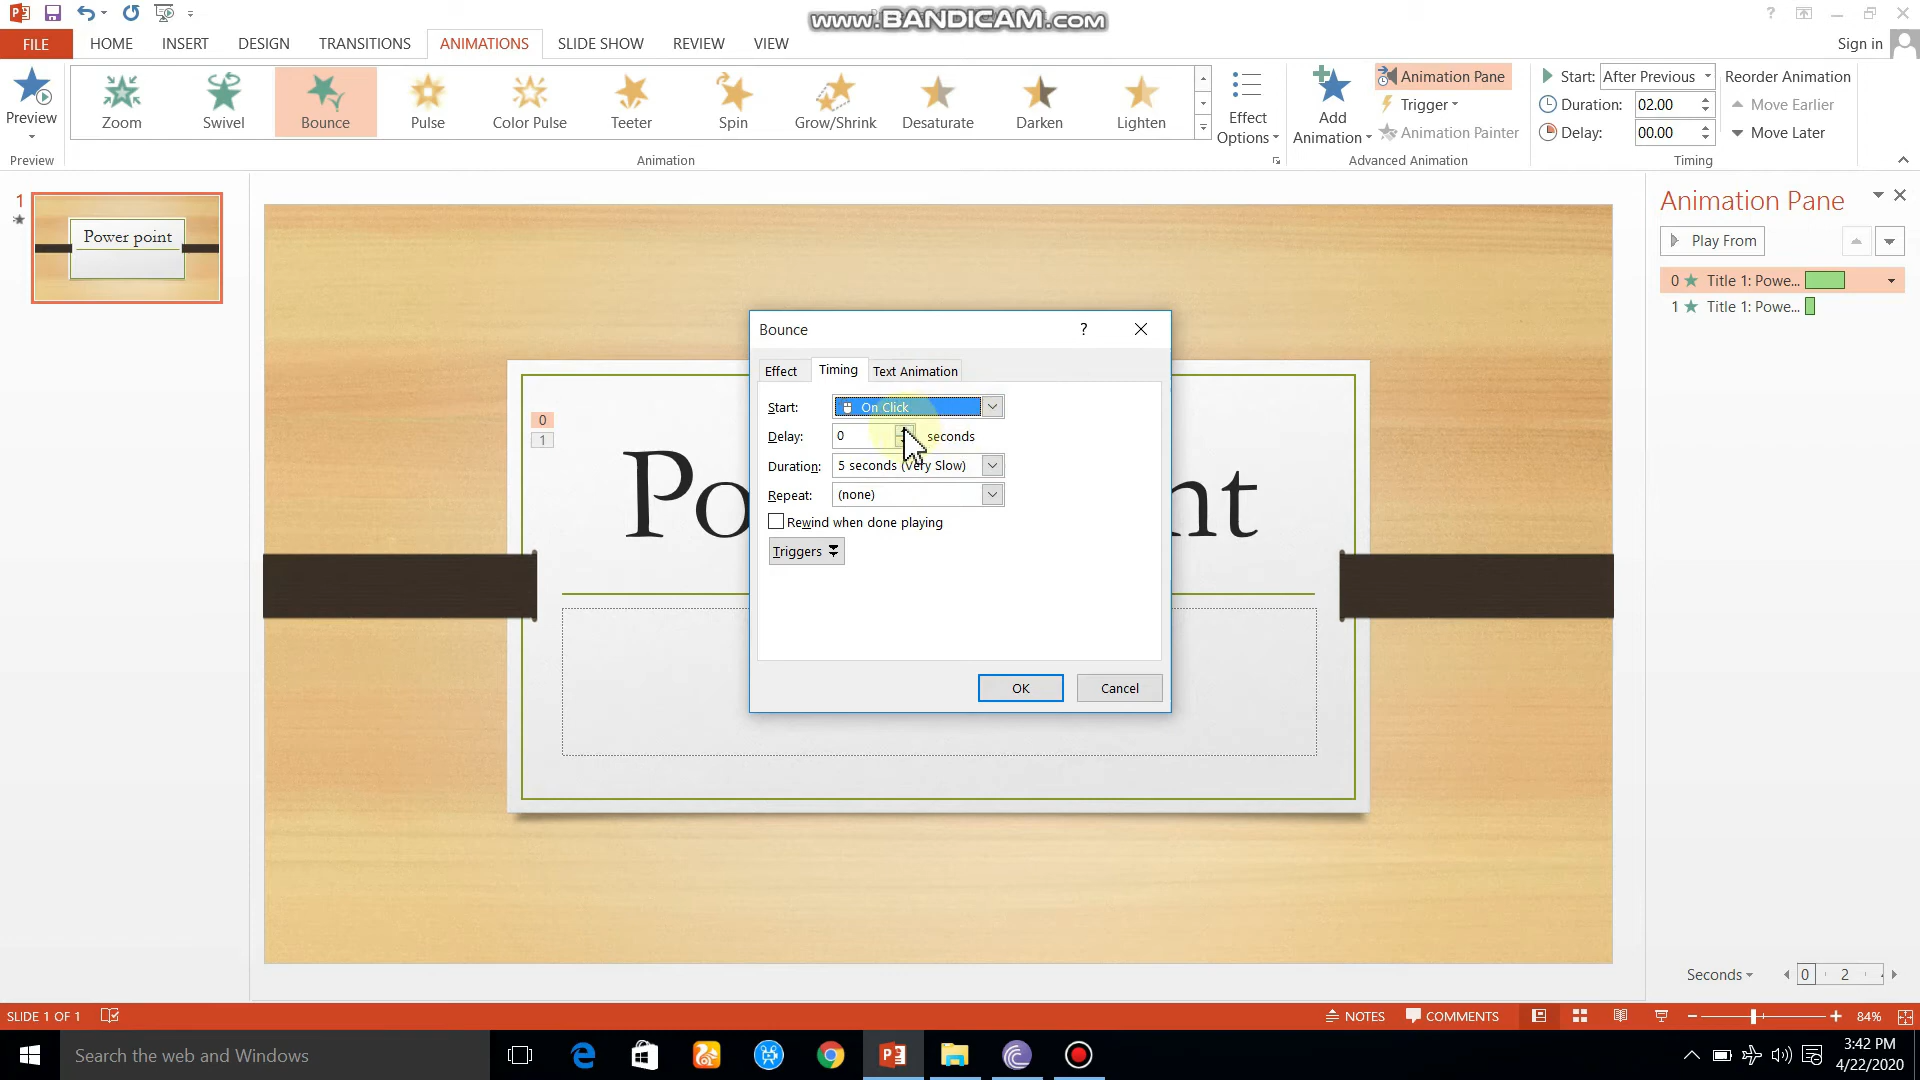 www.BANDICAM.com
FILE HOME INSERT DESIGN TRANSITIONS ANIMATIONS SLIDE SHOW REVIEW VIEW Sign in
Preview
Zoom Swivel Bounce Pulse Color Pulse Teeter Spin Grow/Shrink Desaturate Darken Lighten
Effect
Options
Add
Animation
Animation Pane
Trigger
Animation Painter
Start: After Previous
Duration: 02.00
Delay: 00.00
Reorder Animation
Move Earlier
Move Later
Preview Animation Advanced Animation Timing
1
Power point
Animation Pane
Play From
0 Title 1: Powe...
1 Title 1: Powe...
0
1
Po nt
Bounce ?
Effect Timing Text Animation
Start: On Click
Delay: 0 seconds
Duration: 5 seconds (Very Slow)
Repeat: (none)
Rewind when done playing
Triggers
OK Cancel
Seconds 0 2
SLIDE 1 OF 1 NOTES COMMENTS 84%
Search the web and Windows
3:42 PM
4/22/2020